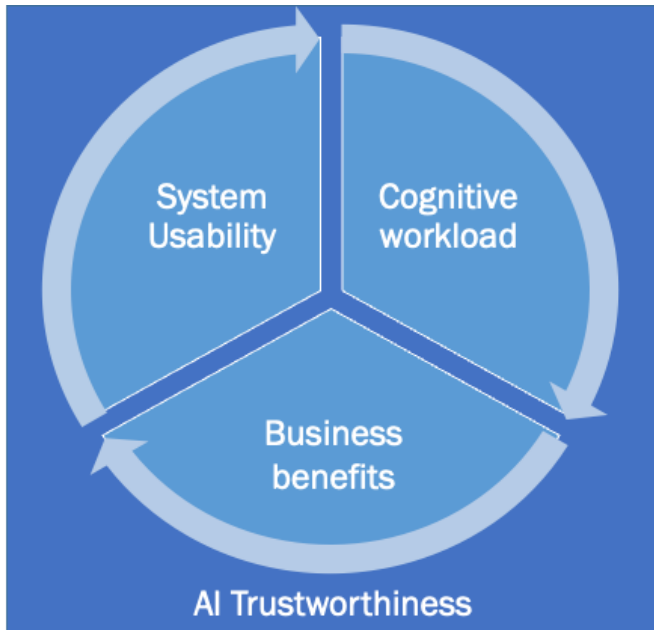 System
Usability
Cognitive
workload
Business
benefits
AI Trustworthiness